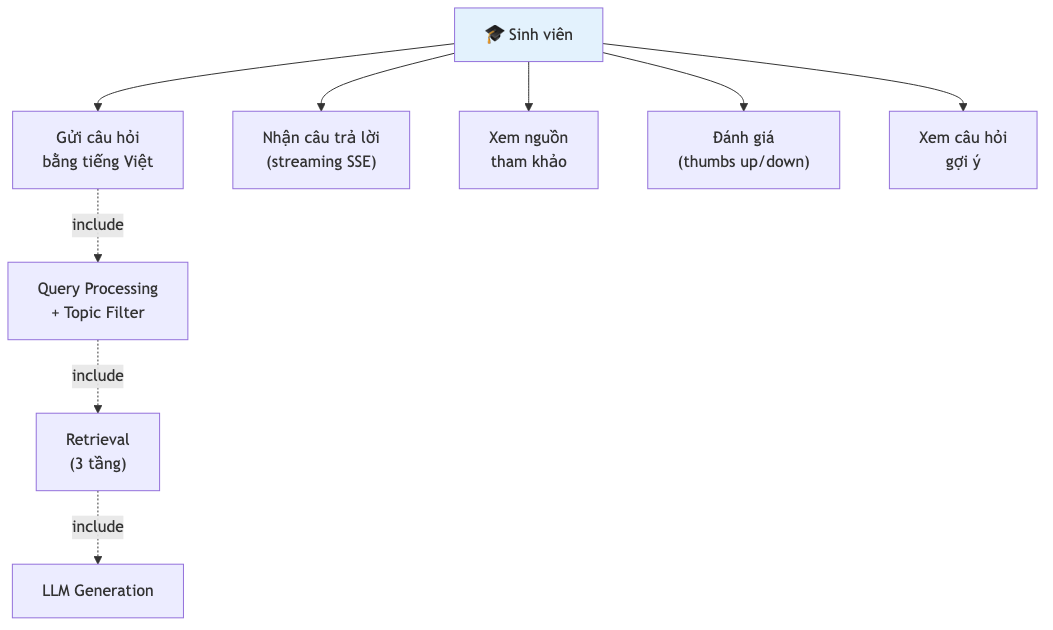 🎓 Sinh viên
Gửi câu hỏi
bằng tiếng Việt
Nhận câu trả lời
(streaming SSE)
Xem nguồn
tham khảo
Đánh giá
(thumbs up/down)
Xem câu hỏi
gợi ý
include
Query Processing
+ Topic Filter
include
Retrieval
(3 tầng)
include
LLM Generation